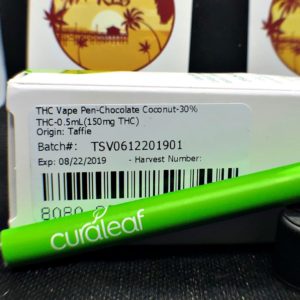 THC Vape Pen-Chocolate Coconut-30%
THC-0.5mL(150mg THC)
Origin: Taffie
Batch#: TSV0612201901
Exp: 08/22/2019 - Harvest Number:
curaleaf